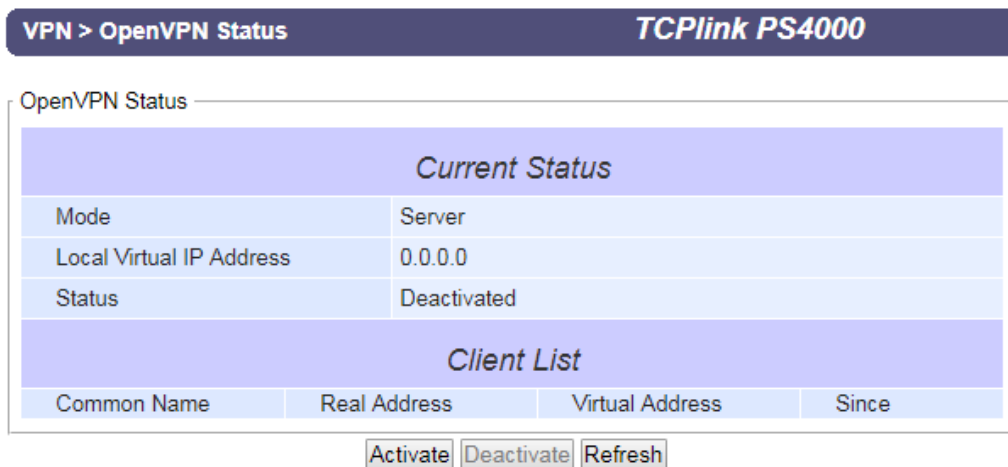 VPN > OpenVPN Status TCPlink PS4000
OpenVPN Status
Current Status
Mode Server
Local Virtual IP Address 0.0.0.0
Status Deactivated
Client List
Common Name Real Address Virtual Address Since
Activate Deactivate Refresh